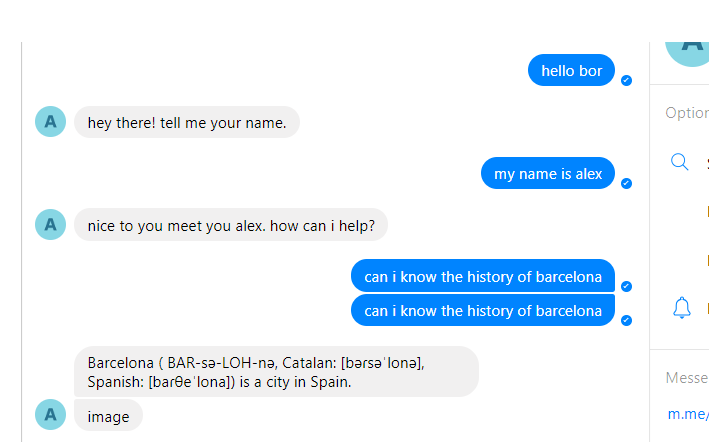 hello bor
A
Option
A
hey there! tell me your name.
my name is alex
A
nice to you meet you alex. how can i help?
can i know the history of barcelona
can i know the history of barcelona
Barcelona ( BAR-sə-LOH-nə, Catalan: [bərsəˈlonə],
Spanish: [barθeˈlona]) is a city in Spain.
A
image
Messe
m.me/